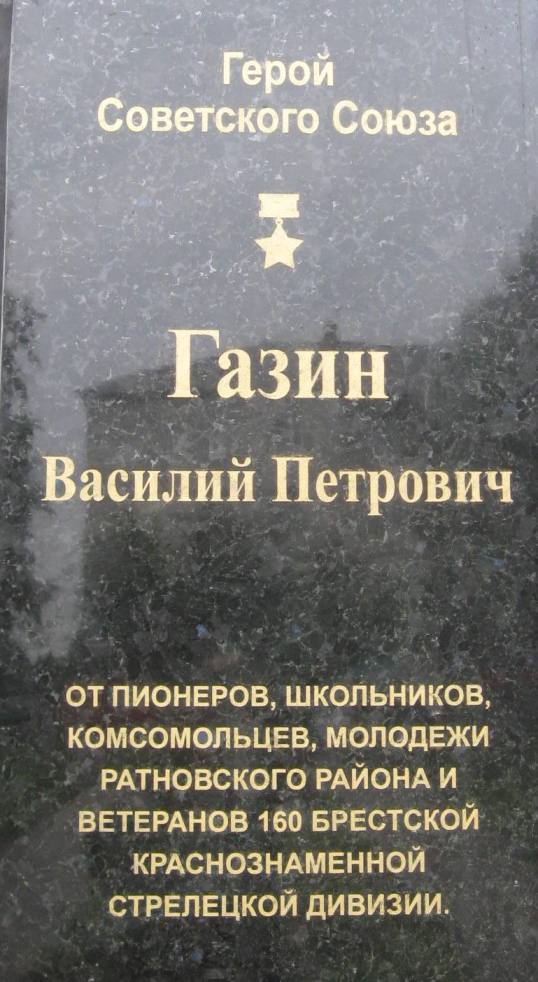 Герой
Советского Союза
Газин
Василий Петрович
ОТ ПИОНЕРОВ, ШКОЛЬНИКОВ,
КОМСОМОЛЬЦЕВ, МОЛОДЕЖИ
РАТНОВСКОГО РАЙОНА И
ВЕТЕРАНОВ 160 БРЕСТСКОЙ
КРАСНОЗНАМЕННОЙ
СТРЕЛЕЦКОЙ ДИВИЗИИ.